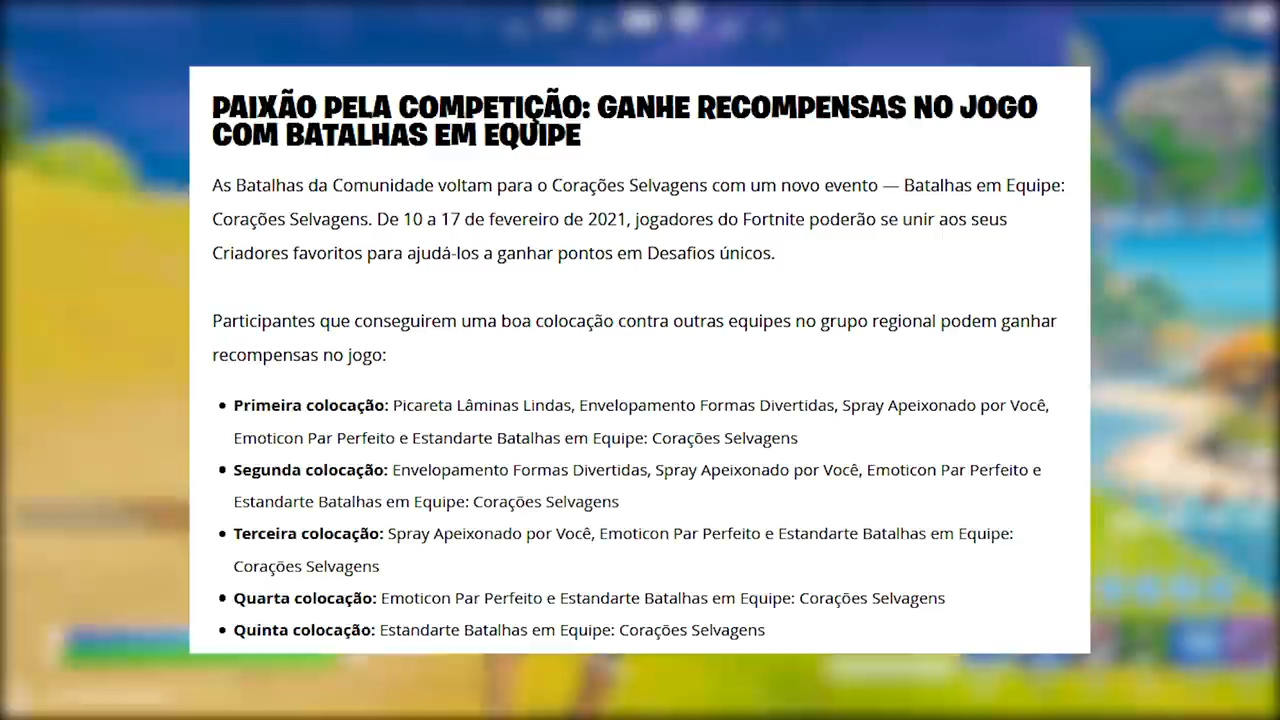 PAIXÃO PELA COMPETIÇÃO: GANHE RECOMPENSAS NO JOGO
COM BATALHAS EM EQUIPE
As Batalhas da Comunidade voltam para o Corações Selvagens com um novo evento — Batalhas em Equipe:
Corações Selvagens. De 10 a 17 de fevereiro de 2021, jogadores do Fortnite poderão se unir aos seus
Criadores favoritos para ajudá-los a ganhar pontos em Desafios únicos.
Participantes que conseguirem uma boa colocação contra outras equipes no grupo regional podem ganhar
recompensas no jogo:
• Primeira colocação: Picareta Lâminas Lindas, Envelopamento Formas Divertidas, Spray Apeixonado por Você,
Emoticon Par Perfeito e Estandarte Batalhas em Equipe: Corações Selvagens
• Segunda colocação: Envelopamento Formas Divertidas, Spray Apeixonado por Você, Emoticon Par Perfeito e
Estandarte Batalhas em Equipe: Corações Selvagens
• Terceira colocação: Spray Apeixonado por Você, Emoticon Par Perfeito e Estandarte Batalhas em Equipe:
Corações Selvagens
• Quarta colocação: Emoticon Par Perfeito e Estandarte Batalhas em Equipe: Corações Selvagens
• Quinta colocação: Estandarte Batalhas em Equipe: Corações Selvagens